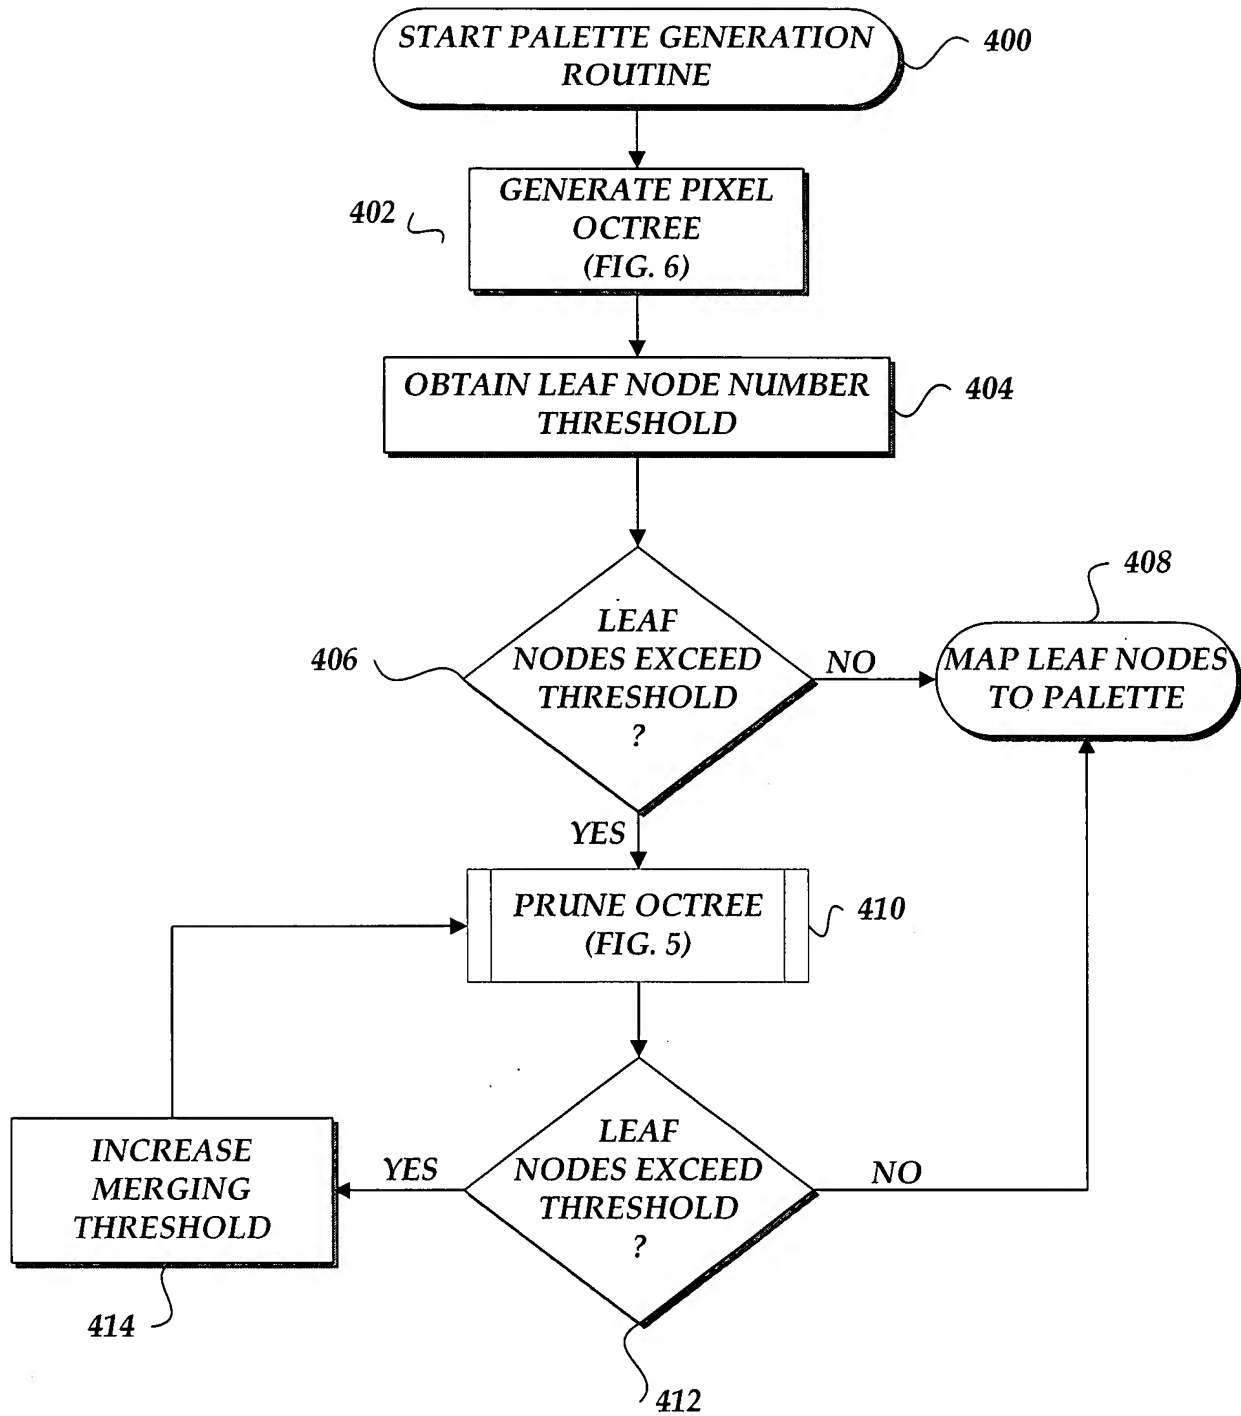 START PALETTE GENERATION
ROUTINE
400
GENERATE PIXEL
OCTREE
(FIG. 6)
402
OBTAIN LEAF NODE NUMBER
THRESHOLD
404
LEAF
NODES EXCEED
THRESHOLD
?
406
NO
408
MAP LEAF NODES
TO PALETTE
YES
PRUNE OCTREE
(FIG. 5)
410
LEAF
NODES EXCEED
THRESHOLD
?
YES
NO
INCREASE
MERGING
THRESHOLD
414
412